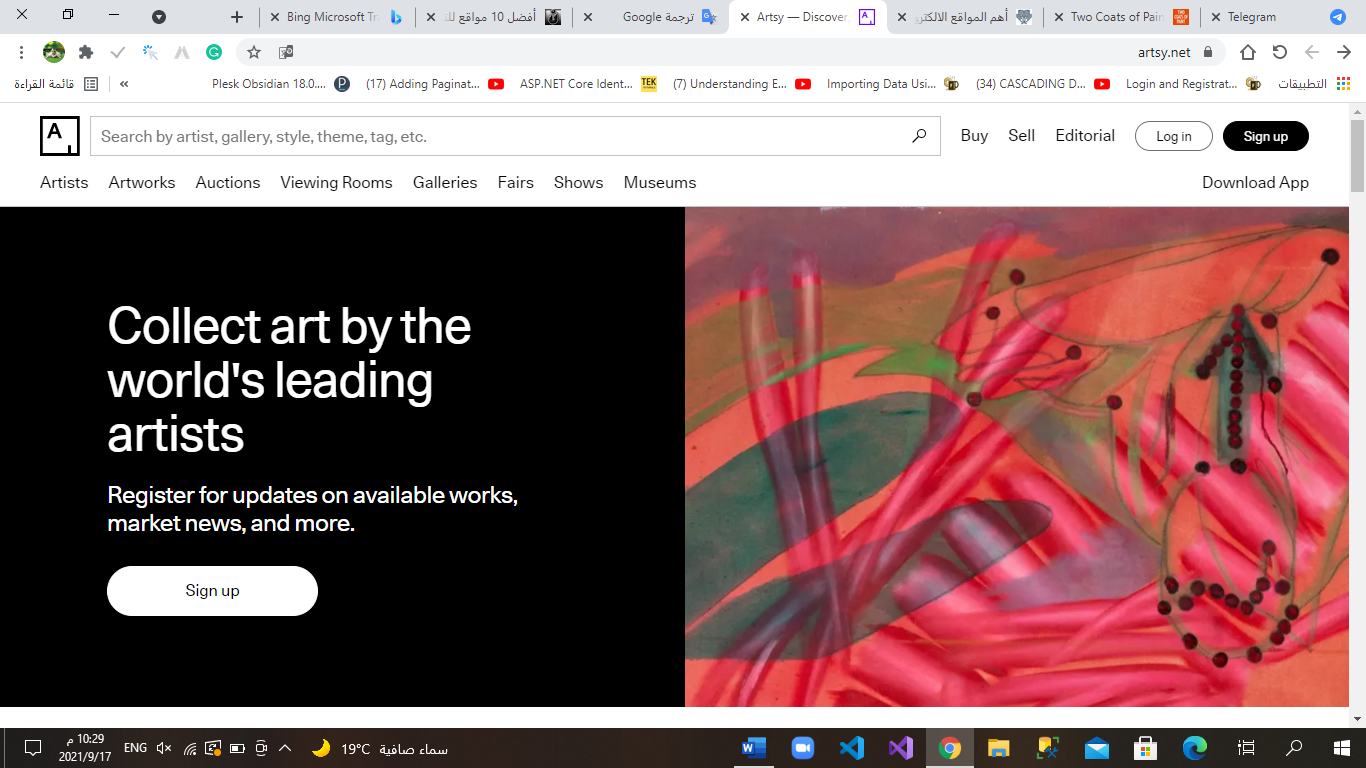 Bing Microsoft Tra
أفضل 10 مواقع للت
ترجمة Google
Artsy — Discover
أهم المواقع الالكترو
Two Coats of Pain
Telegram
artsy.net
قائمة القراءة
Plesk Obsidian 18.0....
(17) Adding Paginat...
ASP.NET Core Ident...
(7) Understanding E...
Importing Data Usi...
(34) CASCADING D...
Login and Registrat...
التطبيقات
A
Search by artist, gallery, style, theme, tag, etc.
Buy Sell Editorial Log in Sign up
Artists Artworks Auctions Viewing Rooms Galleries Fairs Shows Museums Download App
Collect art by the
world's leading
artists
Register for updates on available works,
market news, and more.
Sign up
10:29 م
2021/9/17
ENG
19°C سماء صافية